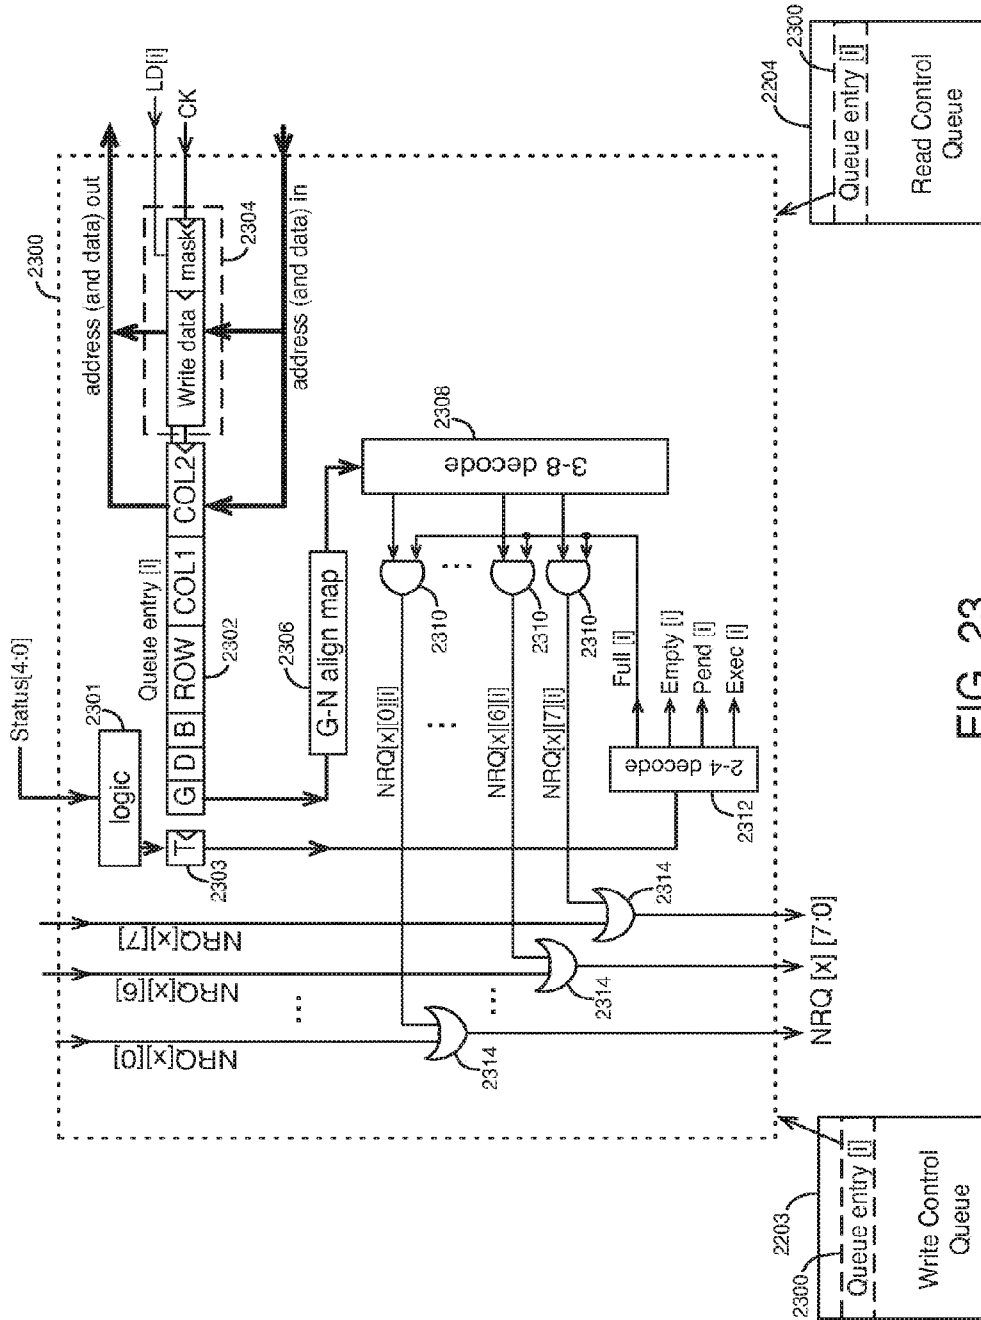 2300
Status[4:0]
2301
logic
T
2303
Queue entry [i]
G D B ROW COL1 COL2
2302
Write data mask
2304
LD[i]
CK
address (and data) out
address (and data) in
2306
G-N align map
2308
3-8 decode
2310
2310
2310
NRQ[x][0][i]
NRQ[x][6][i]
NRQ[x][7][i]
...
...
...
...
Full [i]
Empty [i]
Pend [i]
Exec [i]
2-4 decode
2312
NRQ[x][7]
NRQ[x][6]
NRQ[x][0]
2314
2314
2314
NRQ [x] [7:0]
2203
2300
Queue entry [i]
Write Control
Queue
2204
2300
Queue entry [i]
Read Control
Queue
FIG. 23